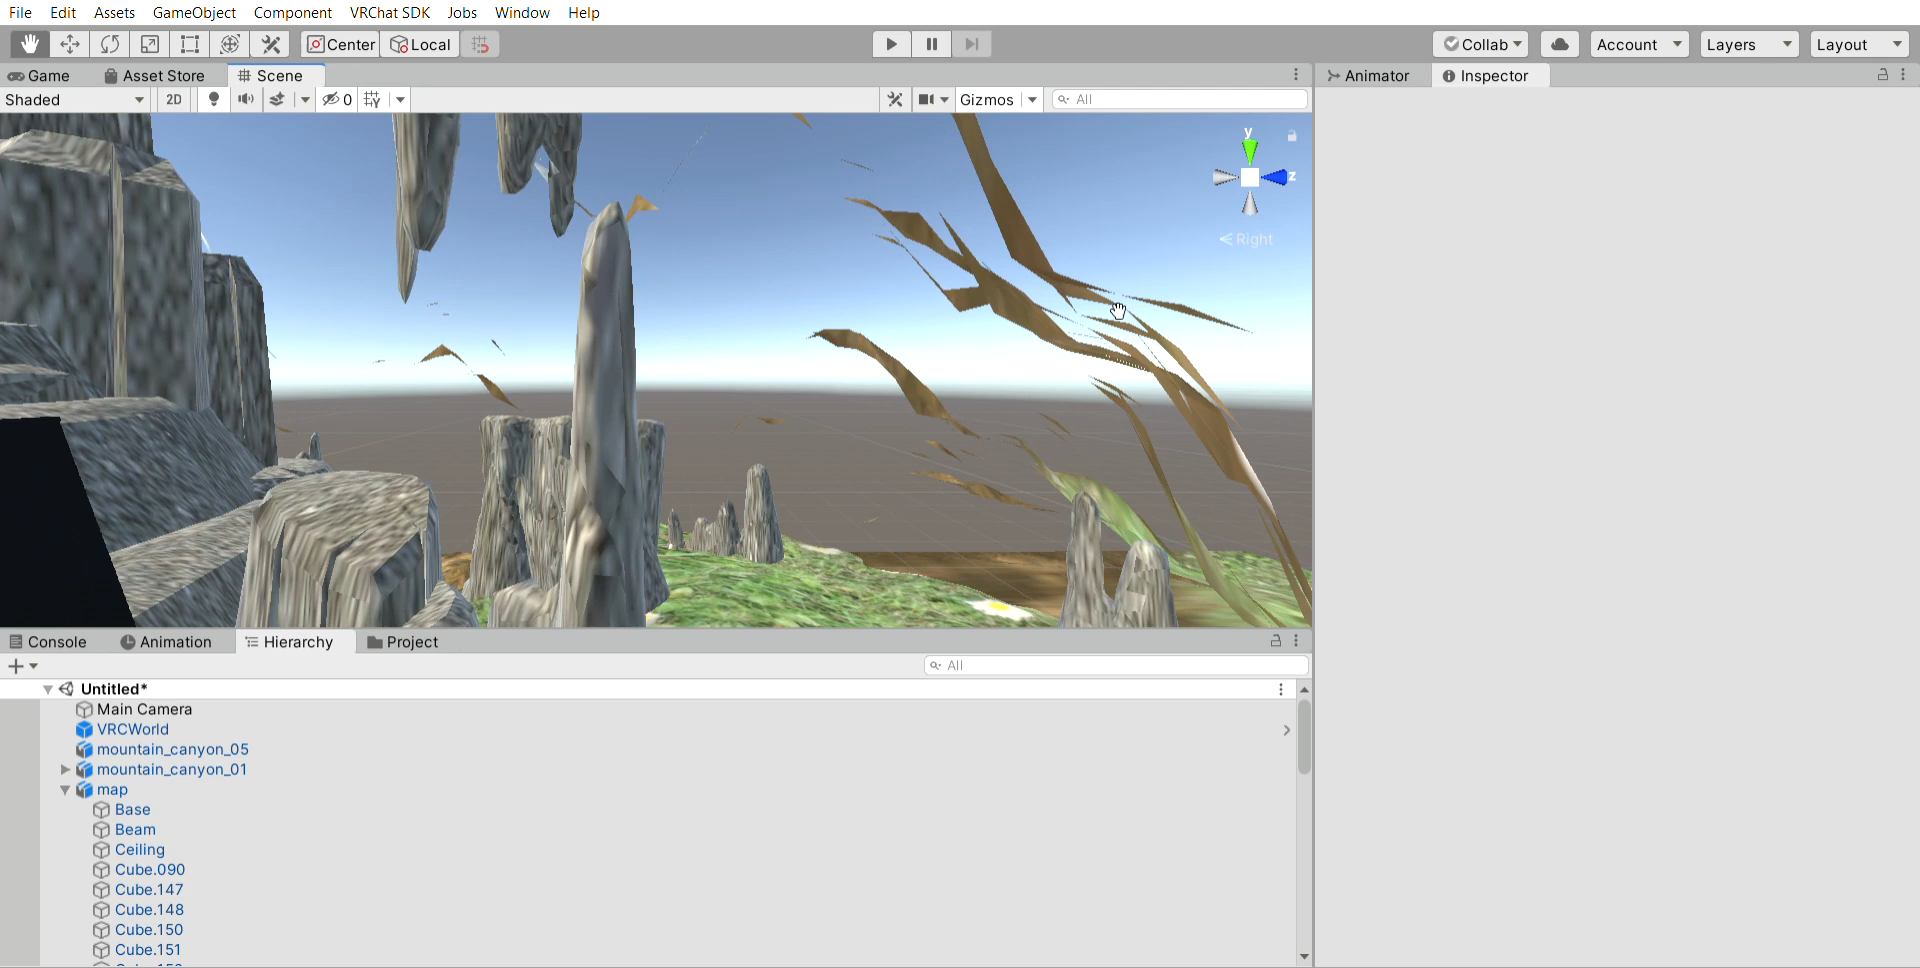 File Edit Assets GameObject Component VRChat SDK Jobs Window Help
Center Local Collab Account Layers Layout
Game Asset Store Scene Animator Inspector
Shaded 2D 0 Gizmos All
y
z
Right
Console Animation Hierarchy Project
All
Untitled*
Main Camera
VRCWorld
mountain_canyon_05
mountain_canyon_01
map
Base
Beam
Ceiling
Cube.090
Cube.147
Cube.148
Cube.150
Cube.151